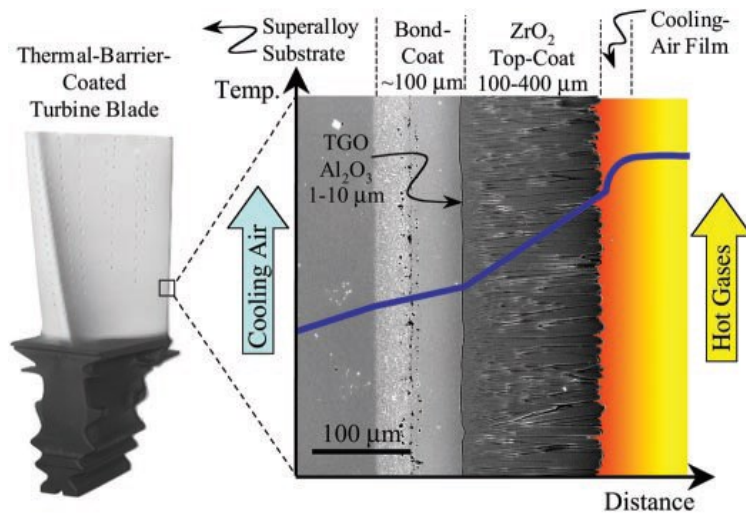 Thermal-Barrier-
Coated
Turbine Blade
Superalloy
Substrate
Bond-
Coat
~100 μm
ZrO₂
Top-Coat
100-400 μm
Cooling-
Air Film
Temp.
TGO
Al₂O₃
1-10 μm
Cooling Air
Hot Gases
100 μm
Distance